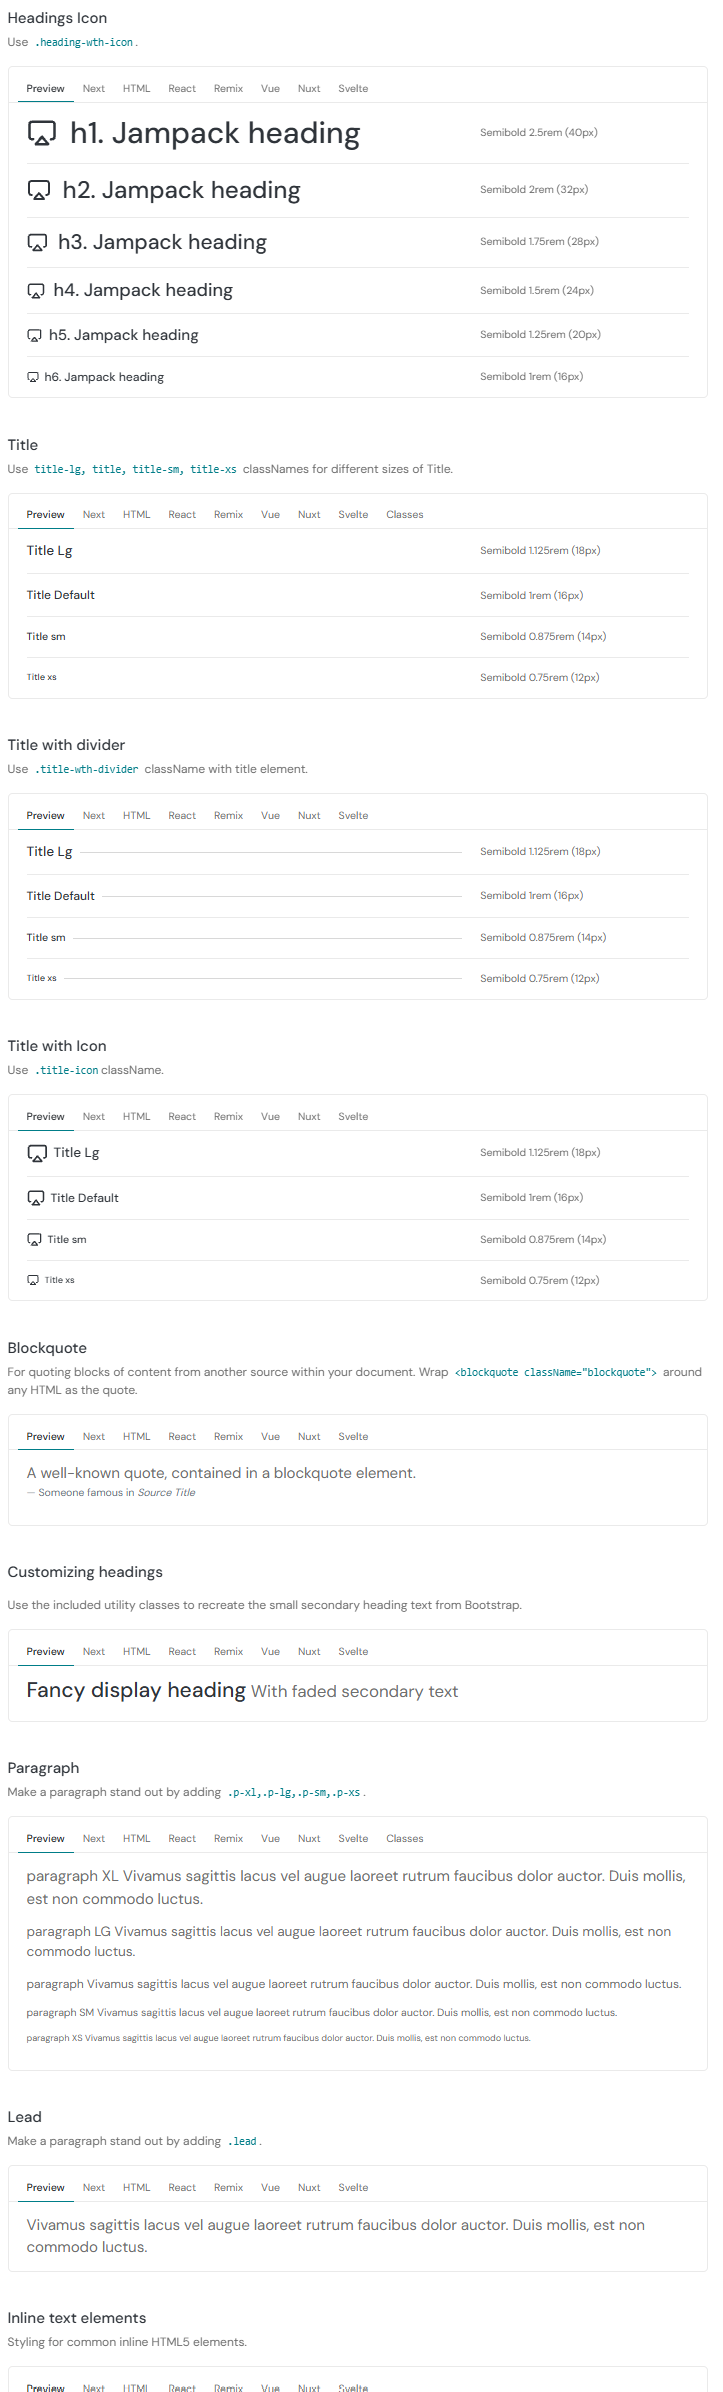 Headings Icon
Use .heading-wth-icon.
Preview Next HTML React Remix Vue Nuxt Svelte
h1. Jampack heading Semibold 2.5rem (40px)
h2. Jampack heading Semibold 2rem (32px)
h3. Jampack heading Semibold 1.75rem (28px)
h4. Jampack heading Semibold 1.5rem (24px)
h5. Jampack heading Semibold 1.25rem (20px)
h6. Jampack heading Semibold 1rem (16px)
Title
Use title-lg, title, title-sm, title-xs classNames for different sizes of Title.
Preview Next HTML React Remix Vue Nuxt Svelte Classes
Title Lg Semibold 1.125rem (18px)
Title Default Semibold 1rem (16px)
Title sm Semibold 0.875rem (14px)
Title xs Semibold 0.75rem (12px)
Title with divider
Use .title-wth-divider className with title element.
Preview Next HTML React Remix Vue Nuxt Svelte
Title Lg Semibold 1.125rem (18px)
Title Default Semibold 1rem (16px)
Title sm Semibold 0.875rem (14px)
Title xs Semibold 0.75rem (12px)
Title with Icon
Use .title-icon className.
Preview Next HTML React Remix Vue Nuxt Svelte
Title Lg Semibold 1.125rem (18px)
Title Default Semibold 1rem (16px)
Title sm Semibold 0.875rem (14px)
Title xs Semibold 0.75rem (12px)
Blockquote
For quoting blocks of content from another source within your document. Wrap <blockquote className="blockquote"> around
any HTML as the quote.
Preview Next HTML React Remix Vue Nuxt Svelte
A well-known quote, contained in a blockquote element.
— Someone famous in Source Title
Customizing headings
Use the included utility classes to recreate the small secondary heading text from Bootstrap.
Preview Next HTML React Remix Vue Nuxt Svelte
Fancy display heading With faded secondary text
Paragraph
Make a paragraph stand out by adding .p-xl,.p-lg,.p-sm,.p-xs.
Preview Next HTML React Remix Vue Nuxt Svelte Classes
paragraph XL Vivamus sagittis lacus vel augue laoreet rutrum faucibus dolor auctor. Duis mollis,
est non commodo luctus.
paragraph LG Vivamus sagittis lacus vel augue laoreet rutrum faucibus dolor auctor. Duis mollis, est non
commodo luctus.
paragraph Vivamus sagittis lacus vel augue laoreet rutrum faucibus dolor auctor. Duis mollis, est non commodo luctus.
paragraph SM Vivamus sagittis lacus vel augue laoreet rutrum faucibus dolor auctor. Duis mollis, est non commodo luctus.
paragraph XS Vivamus sagittis lacus vel augue laoreet rutrum faucibus dolor auctor. Duis mollis, est non commodo luctus.
Lead
Make a paragraph stand out by adding .lead.
Preview Next HTML React Remix Vue Nuxt Svelte
Vivamus sagittis lacus vel augue laoreet rutrum faucibus dolor auctor. Duis mollis, est non
commodo luctus.
Inline text elements
Styling for common inline HTML5 elements.
Preview Next HTML React Remix Vue Nuxt Svelte